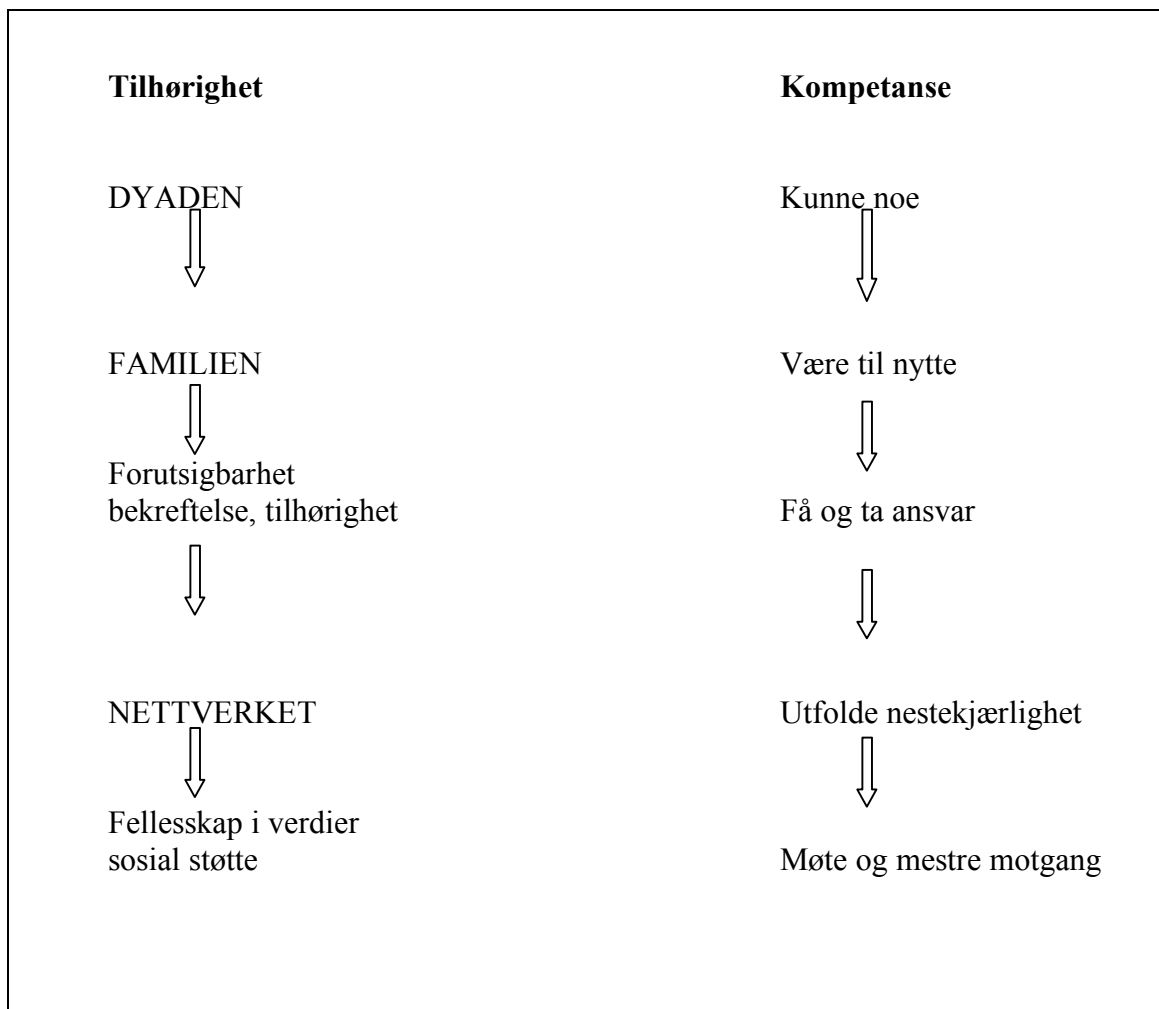 Tilhørighet
Kompetanse
DYADEN
Kunne noe
FAMILIEN
Være til nytte
Forutsigbarhet
bekreftelse, tilhørighet
Få og ta ansvar
NETTVERKET
Utfolde nestekjærlighet
Fellesskap i verdier
sosial støtte
Møte og mestre motgang